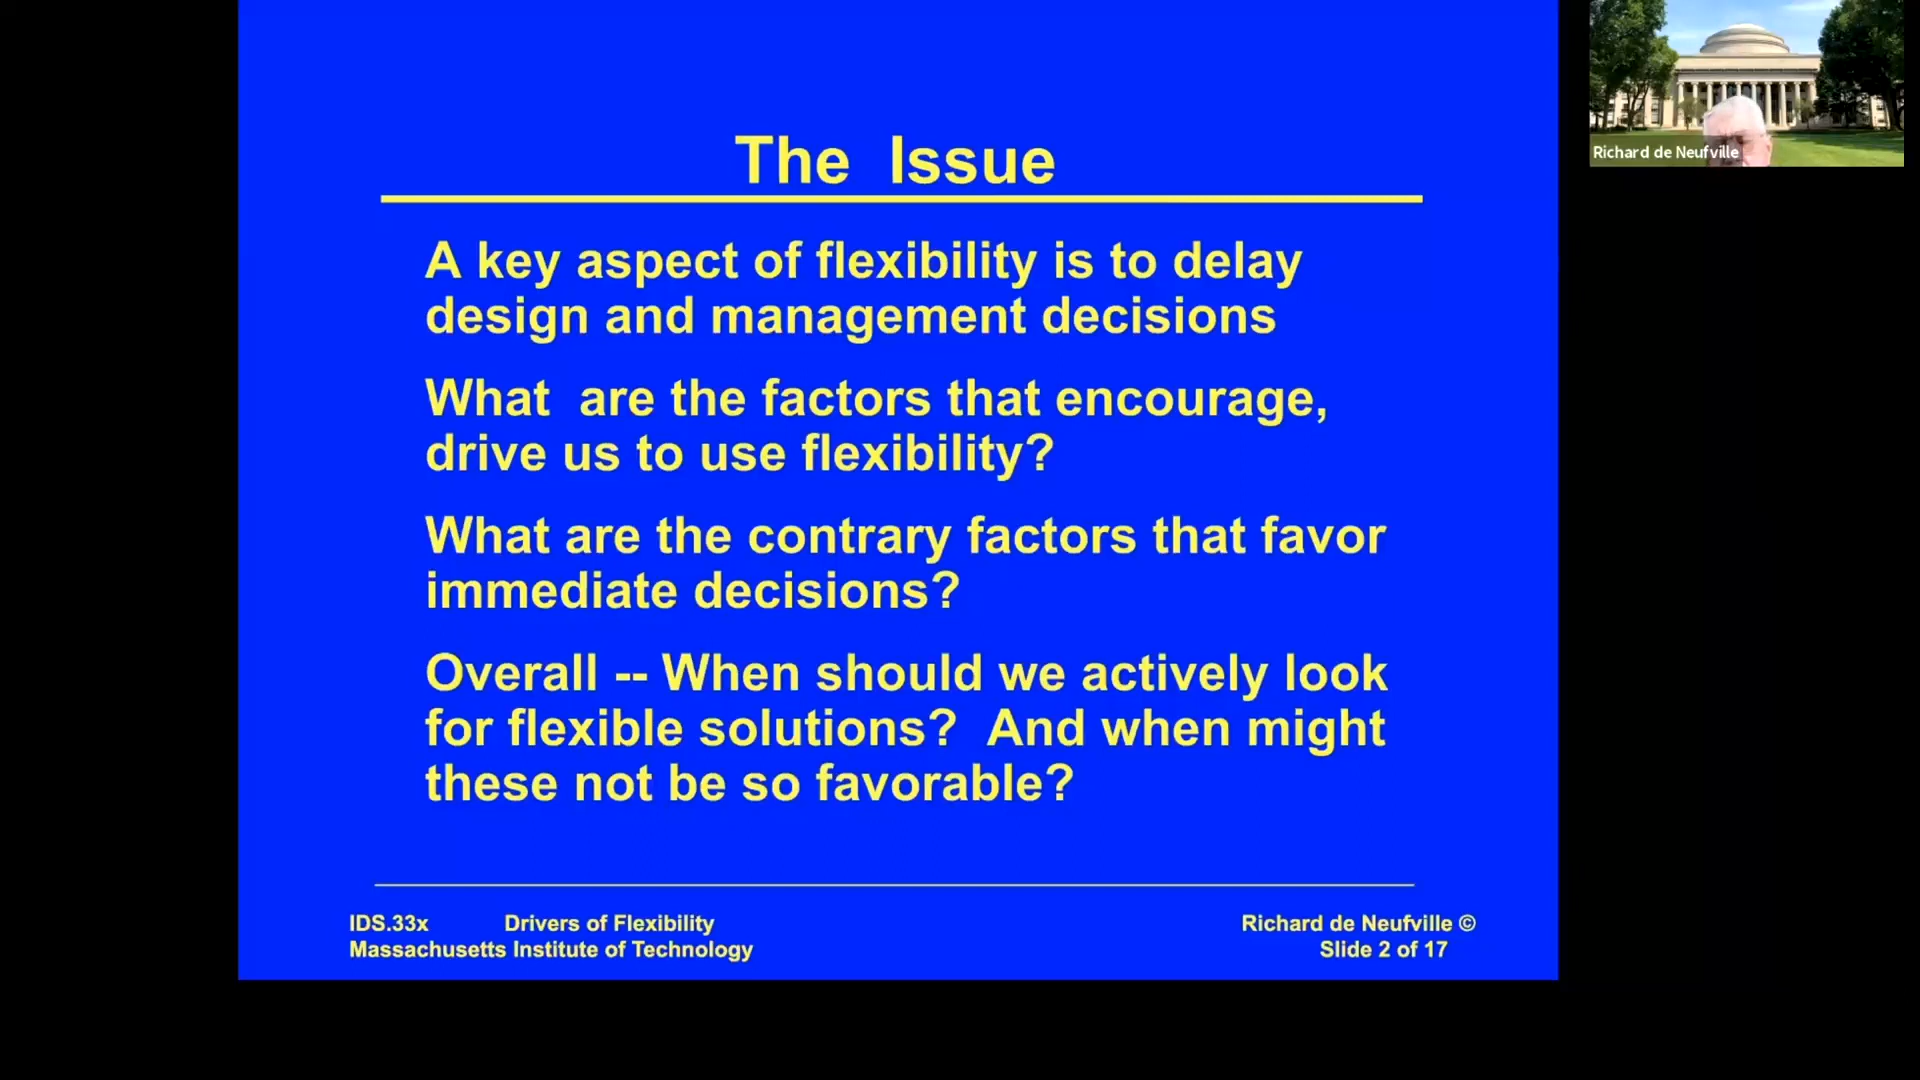 The Issue
A key aspect of flexibility is to delay
design and management decisions
What are the factors that encourage,
drive us to use flexibility?
What are the contrary factors that favor
immediate decisions?
Overall -- When should we actively look
for flexible solutions? And when might
these not be so favorable?
IDS.33x Drivers of Flexibility
Massachusetts Institute of Technology
Richard de Neufville ©
Slide 2 of 17
Richard de Neufville